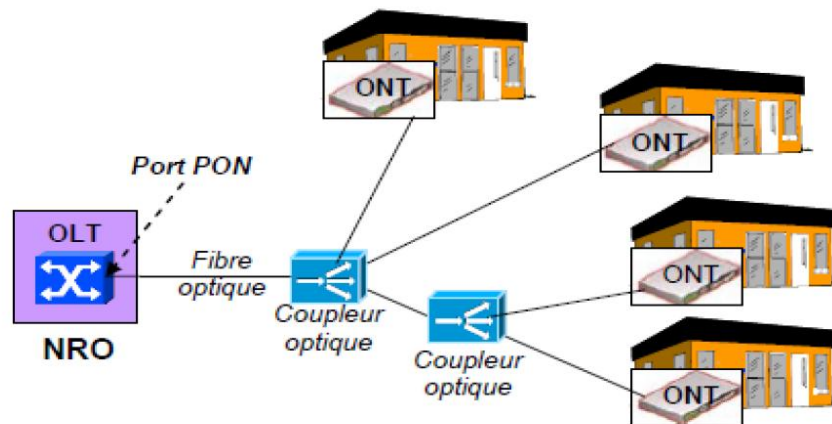 ONT
ONT
Port PON
OLT
Fibre
optique
Coupleur
optique
NRO
ONT
Coupleur
optique
ONT